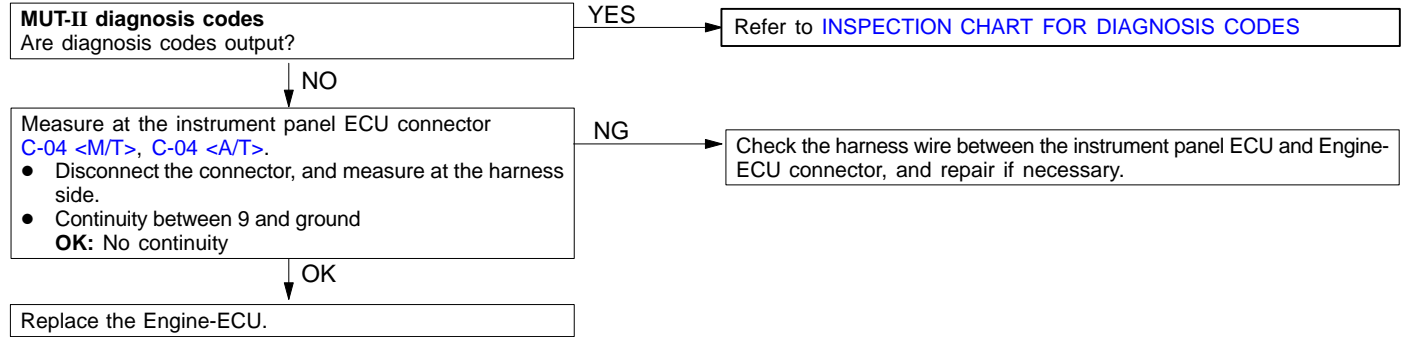 MUT-II diagnosis codes
Are diagnosis codes output?
YES
Refer to INSPECTION CHART FOR DIAGNOSIS CODES
NO
Measure at the instrument panel ECU connector
C-04 <M/T>, C-04 <A/T>.
● Disconnect the connector, and measure at the harness
side.
● Continuity between 9 and ground
OK: No continuity
NG
Check the harness wire between the instrument panel ECU and Engine-
ECU connector, and repair if necessary.
OK
Replace the Engine-ECU.